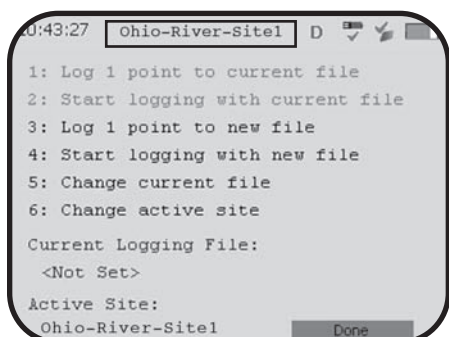 0:43:27 Ohio-River-Site1 D
1: Log 1 point to current file
2: Start logging with current file
3: Log 1 point to new file
4: Start logging with new file
5: Change current file
6: Change active site
Current Logging File:
<Not Set>
Active Site:
Ohio-River-Site1 Done